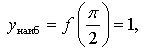 yнаиб = f(π/2) = 1,